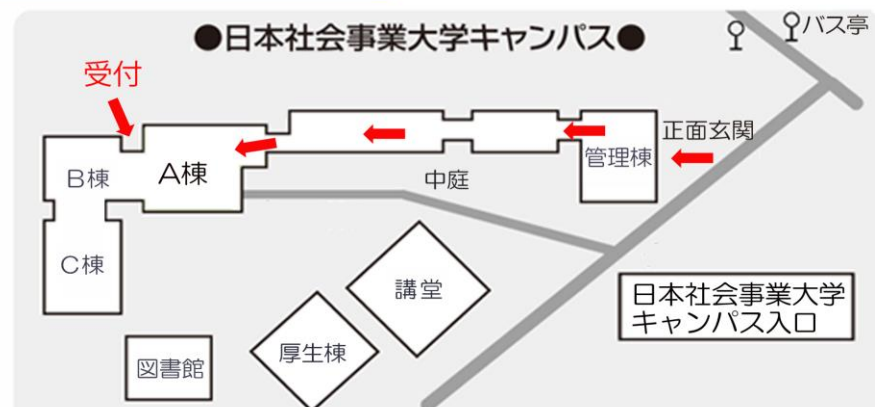 ●日本社会事業大学キャンパス●
バス亭
受付
正面玄関
管理棟
B棟
A棟
中庭
C棟
講堂
日本社会事業大学
キャンパス入口
厚生棟
図書館